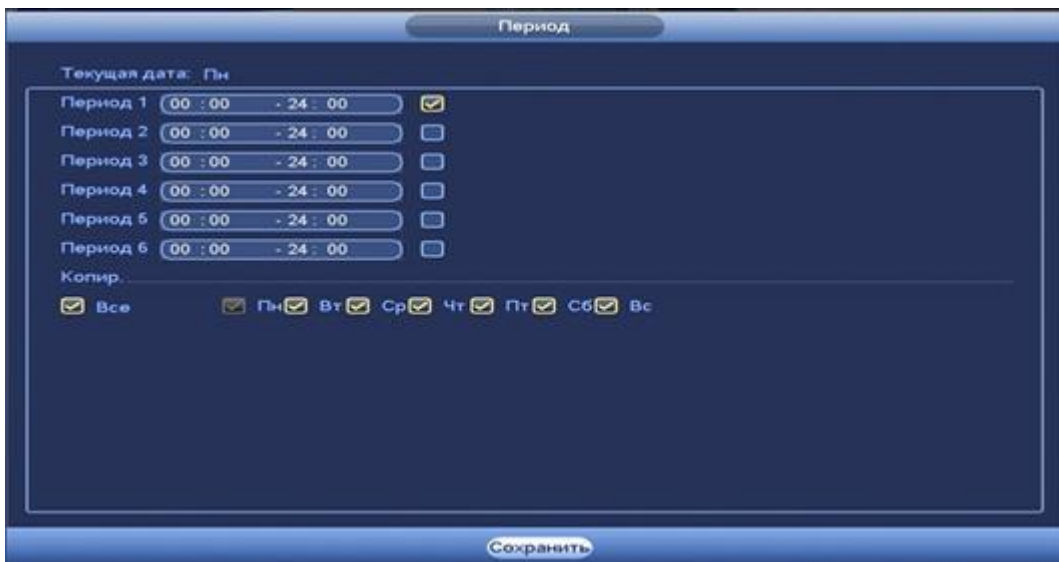 Период
Текущая дата: Пн
Период 1 00 :00 - 24 : 00
Период 2 00 :00 - 24 : 00
Период 3 00 :00 - 24 : 00
Период 4 00 :00 - 24 : 00
Период 5 00 :00 - 24 : 00
Период 6 00 :00 - 24 : 00
Копир.
Все Пн Вт Ср Чт Пт Сб Вс
Сохранить